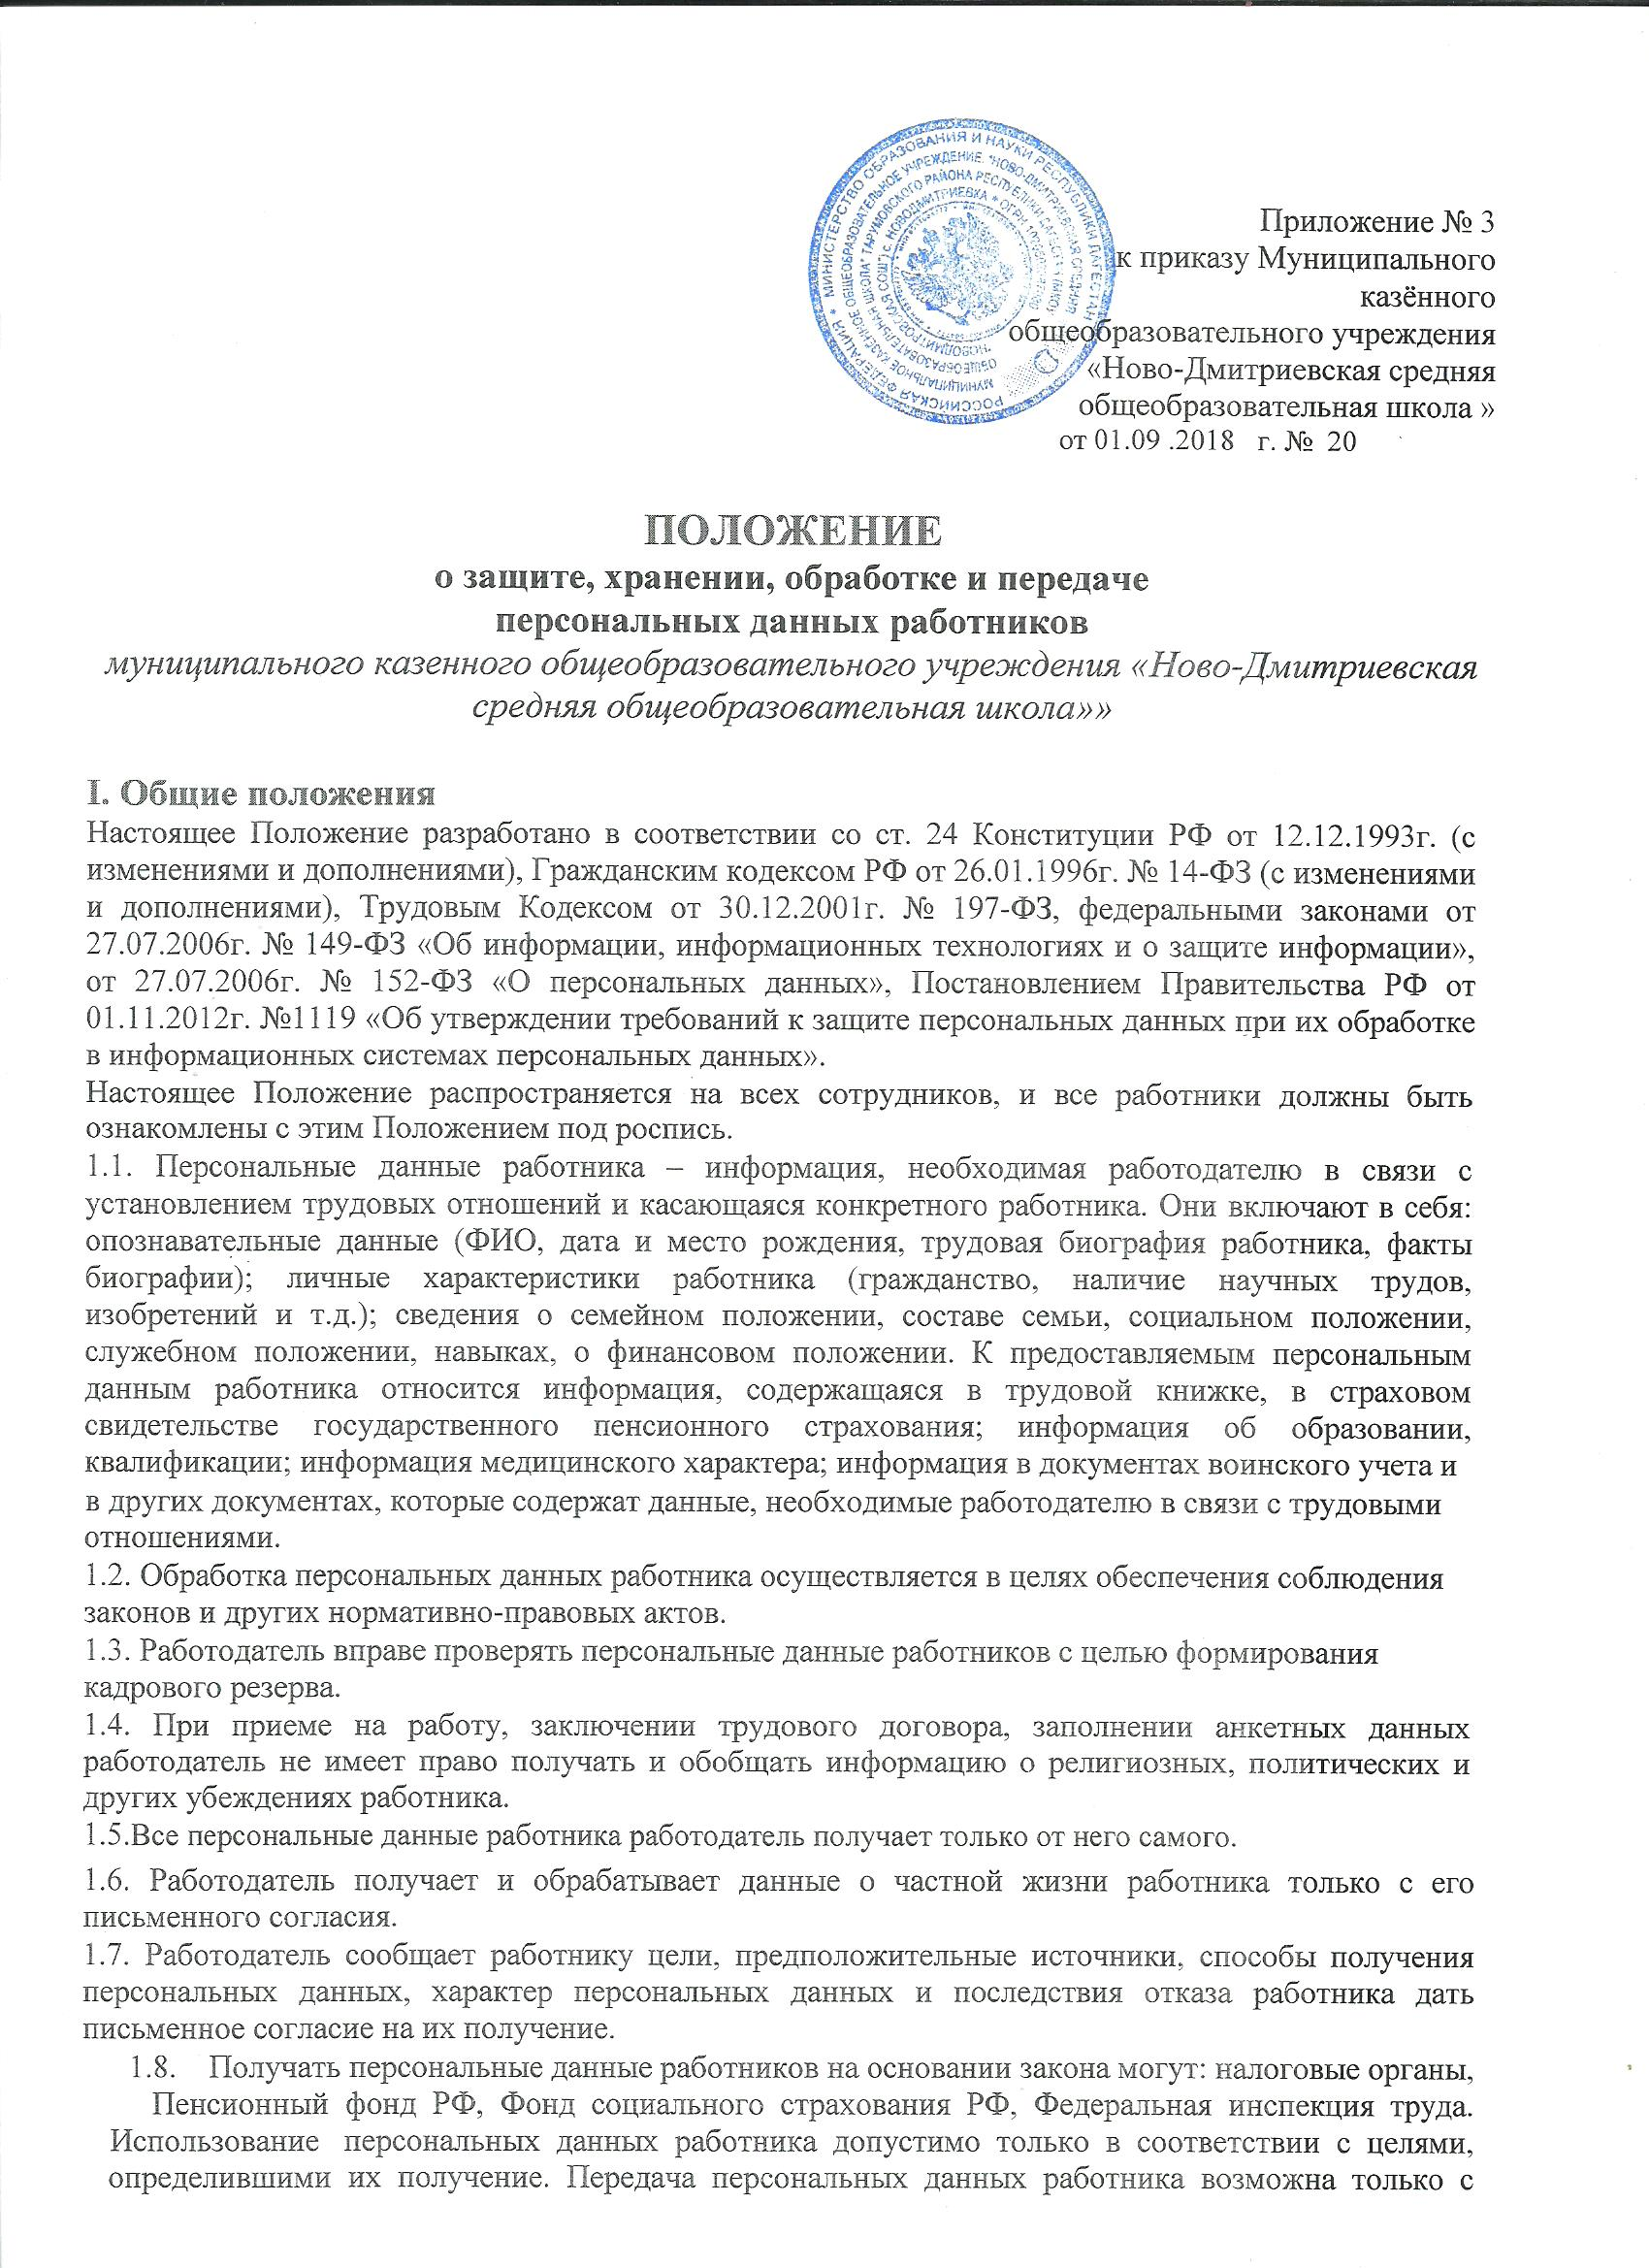 МИНИСТЕРСТВО ОБРАЗОВАНИЯ И НАУКИ РЕСПУБЛИКИ ДАГЕСТАН
РОССИЙСКАЯ ФЕДЕРАЦИЯ
Приложение № 3
к приказу Муниципального
казённого
общеобразовательного учреждения
«Ново-Дмитриевская средняя
общеобразовательная школа »
от 01.09 .2018 г. № 20
ПОЛОЖЕНИЕ
о защите, хранении, обработке и передаче
персональных данных работников
муниципального казенного общеобразовательного учреждения «Ново-Дмитриевская
средняя общеобразовательная школа»»
I. Общие положения
Настоящее Положение разработано в соответствии со ст. 24 Конституции РФ от 12.12.1993г. (с
изменениями и дополнениями), Гражданским кодексом РФ от 26.01.1996г. № 14-ФЗ (с изменениями
и дополнениями), Трудовым Кодексом от 30.12.2001г. № 197-ФЗ, федеральными законами от
27.07.2006г. № 149-ФЗ «Об информации, информационных технологиях и о защите информации»,
от 27.07.2006г. № 152-ФЗ «О персональных данных», Постановлением Правительства РФ от
01.11.2012г. №1119 «Об утверждении требований к защите персональных данных при их обработке
в информационных системах персональных данных».
Настоящее Положение распространяется на всех сотрудников, и все работники должны быть
ознакомлены с этим Положением под роспись.
1.1. Персональные данные работника – информация, необходимая работодателю в связи с
установлением трудовых отношений и касающаяся конкретного работника. Они включают в себя:
опознавательные данные (ФИО, дата и место рождения, трудовая биография работника, факты
биографии); личные характеристики работника (гражданство, наличие научных трудов,
изобретений и т.д.); сведения о семейном положении, составе семьи, социальном положении,
служебном положении, навыках, о финансовом положении. К предоставляемым персональным
данным работника относится информация, содержащаяся в трудовой книжке, в страховом
свидетельстве государственного пенсионного страхования; информация об образовании,
квалификации; информация медицинского характера; информация в документах воинского учета и
в других документах, которые содержат данные, необходимые работодателю в связи с трудовыми
отношениями.
1.2. Обработка персональных данных работника осуществляется в целях обеспечения соблюдения
законов и других нормативно-правовых актов.
1.3. Работодатель вправе проверять персональные данные работников с целью формирования
кадрового резерва.
1.4. При приеме на работу, заключении трудового договора, заполнении анкетных данных
работодатель не имеет право получать и обобщать информацию о религиозных, политических и
других убеждениях работника.
1.5.Все персональные данные работника работодатель получает только от него самого.
1.6. Работодатель получает и обрабатывает данные о частной жизни работника только с его
письменного согласия.
1.7. Работодатель сообщает работнику цели, предположительные источники, способы получения
персональных данных, характер персональных данных и последствия отказа работника дать
письменное согласие на их получение.
1.8. Получать персональные данные работников на основании закона могут: налоговые органы,
Пенсионный фонд РФ, Фонд социального страхования РФ, Федеральная инспекция труда.
Использование персональных данных работника допустимо только в соответствии с целями,
определившими их получение. Передача персональных данных работника возможна только с